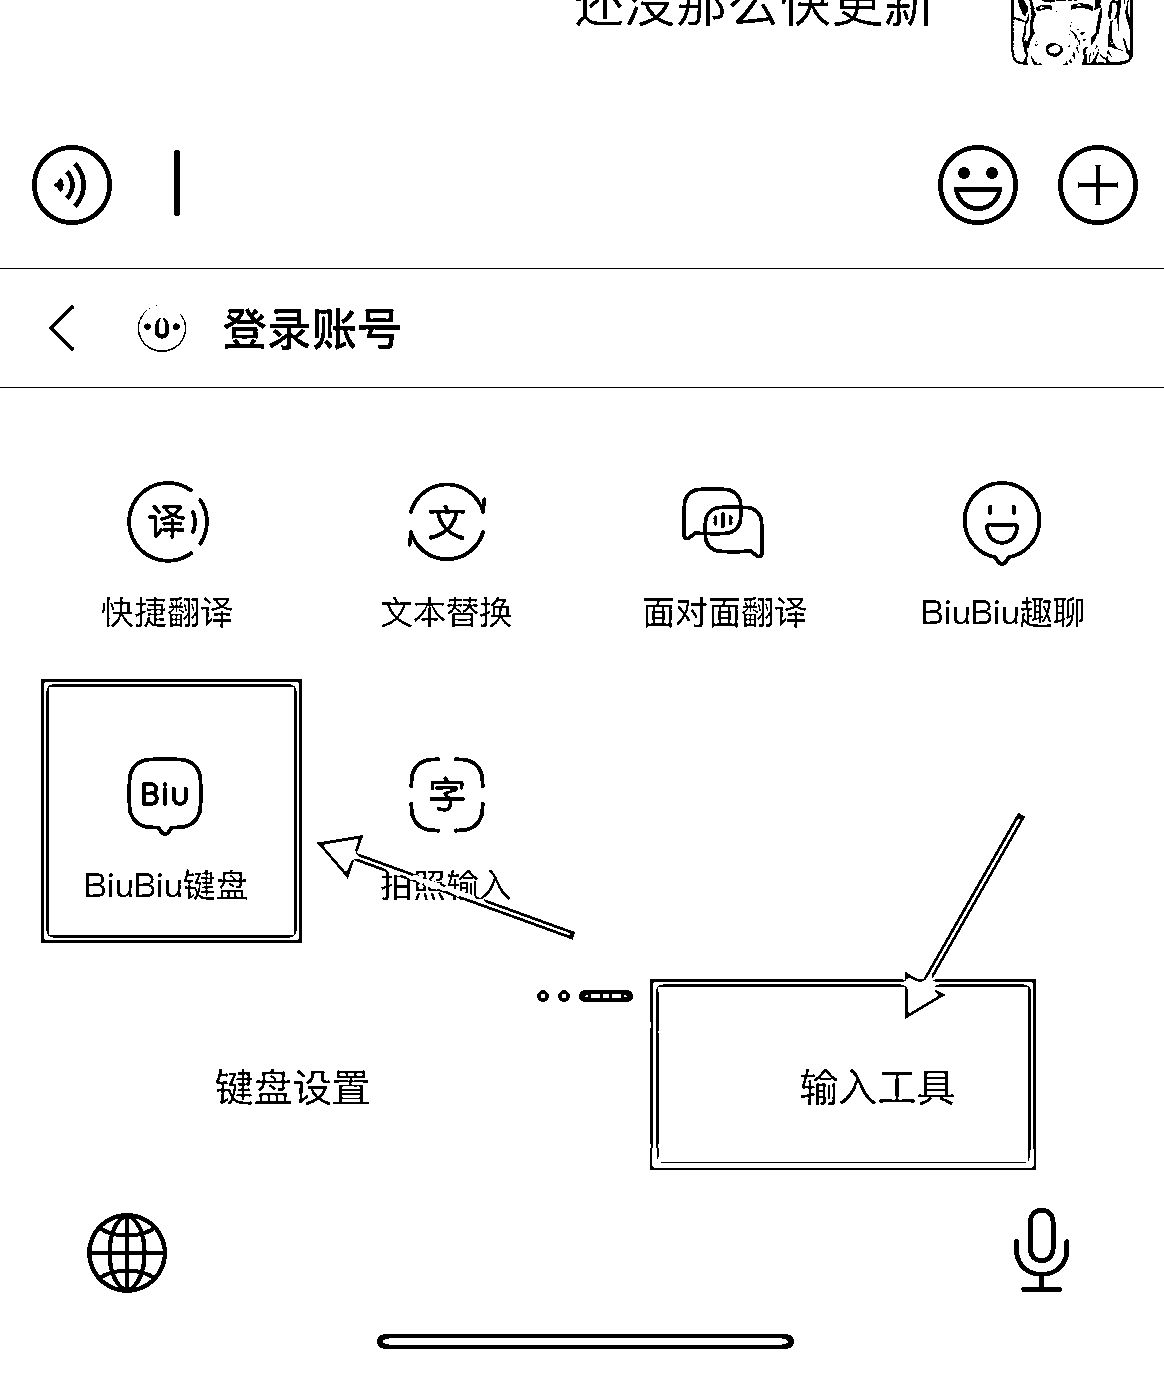 还没那么快更新
登录账号
译
文
快捷翻译
文本替换
面对面翻译
BiuBiu趣聊
Biu
字
BiuBiu键盘
拍照输入
键盘设置
输入工具